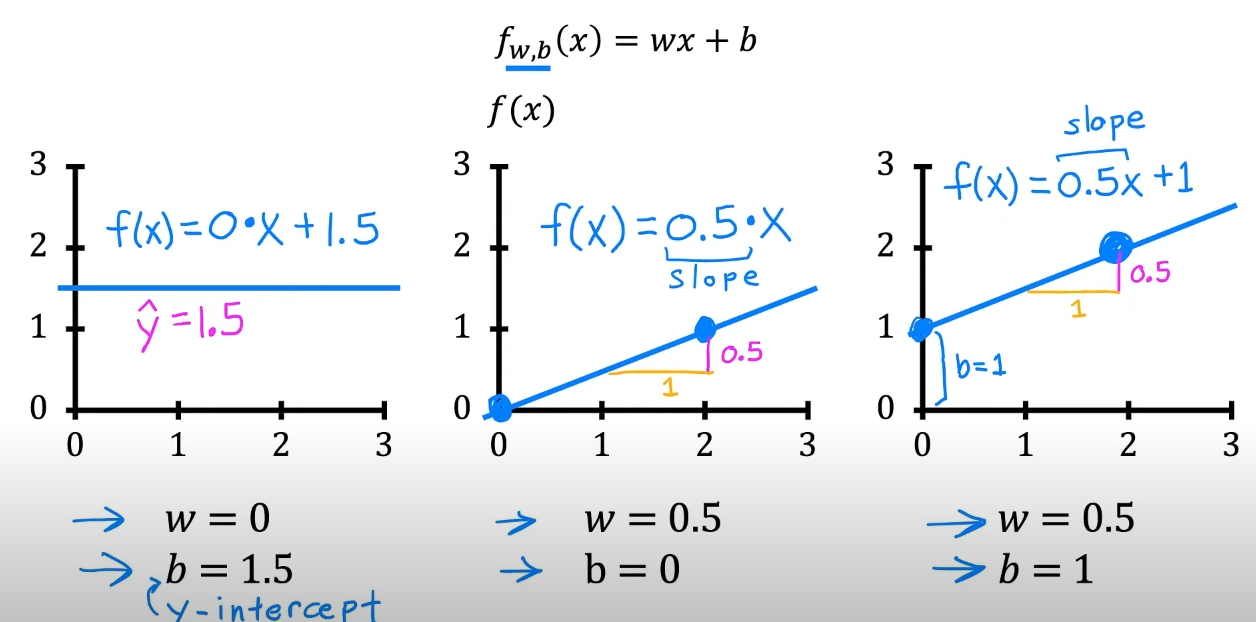 f_{w,b}(x) = wx + b
f(x)
3
2
1
0
0 1 2 3
f(x)=0•X+1.5
ŷ=1.5
→ w = 0
→ b = 1.5
y-intercept
3
2
1
0
0 1 2 3
f(x)=0.5•X
slope
0.5
1
→ w = 0.5
→ b = 0
slope
3
2
1
0
0 1 2 3
f(x)=0.5x+1
0.5
1
b=1
→ w = 0.5
→ b = 1